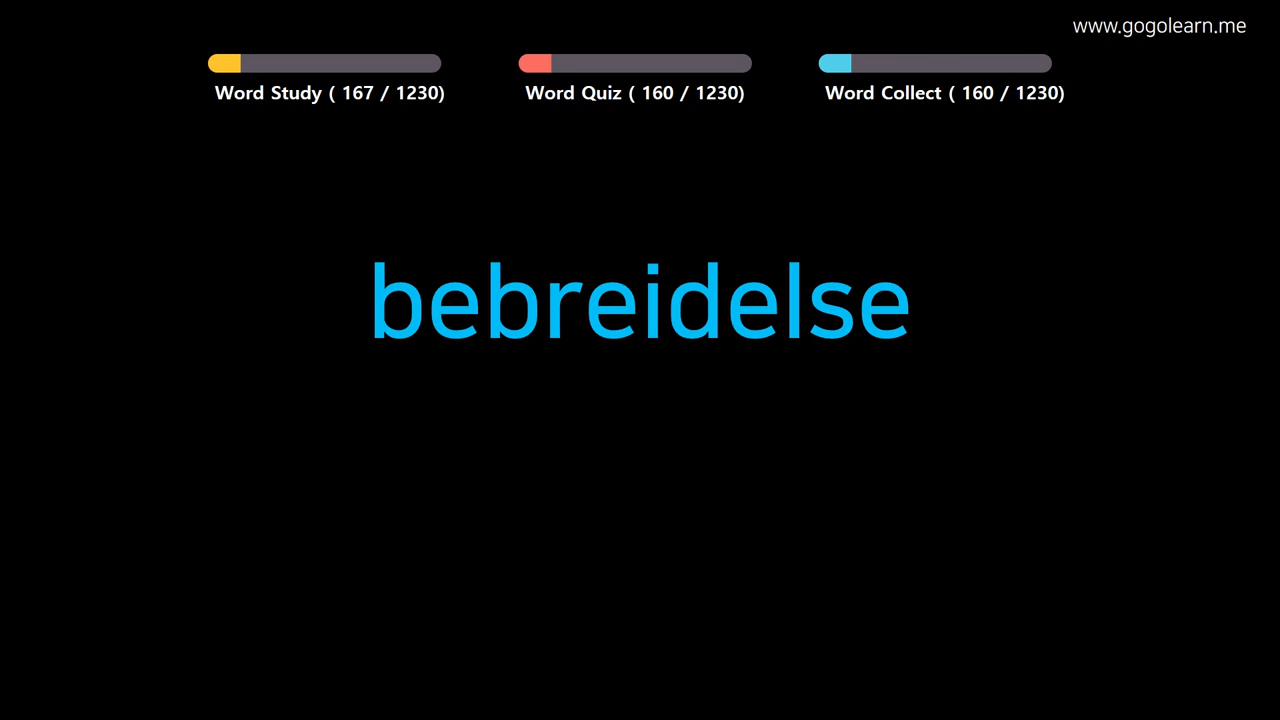 www.gogolearn.me
Word Study ( 167 / 1230)
Word Quiz ( 160 / 1230)
Word Collect ( 160 / 1230)
bebreidelse